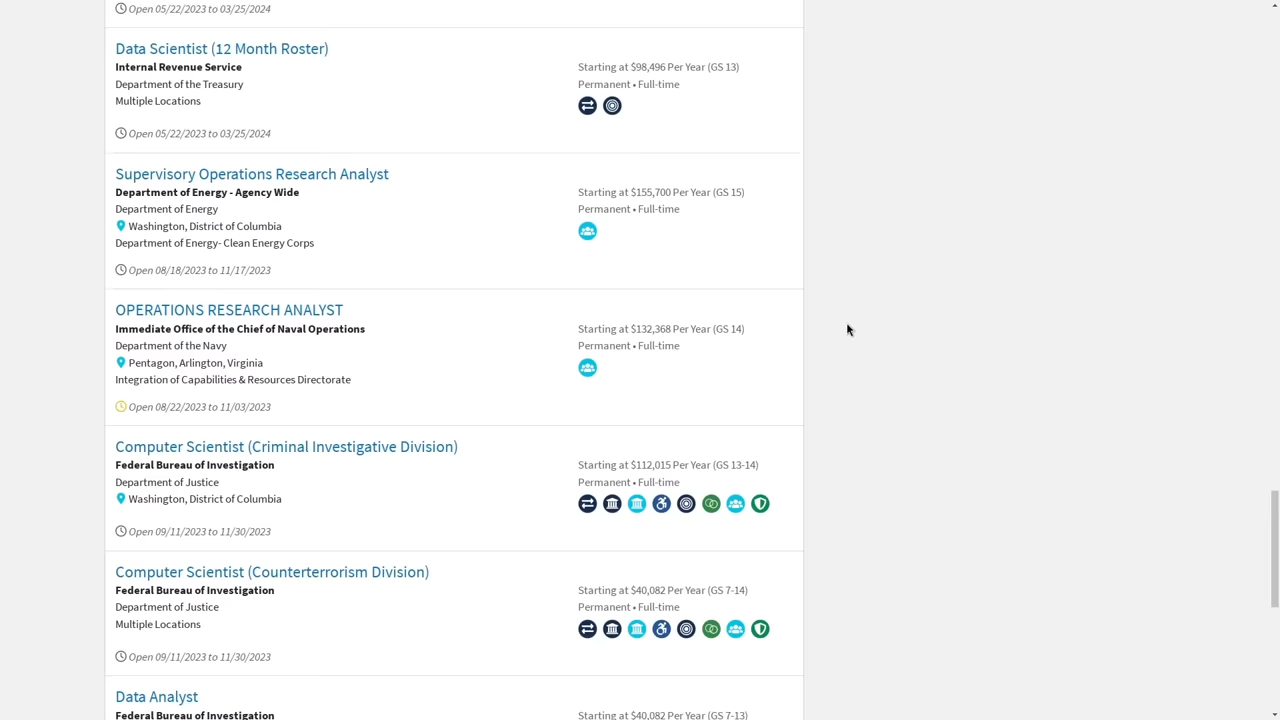 Open 05/22/2023 to 03/25/2024
Data Scientist (12 Month Roster)
Internal Revenue Service
Department of the Treasury
Multiple Locations
Starting at $98,496 Per Year (GS 13)
Permanent • Full-time
Open 05/22/2023 to 03/25/2024
Supervisory Operations Research Analyst
Department of Energy - Agency Wide
Department of Energy
Washington, District of Columbia
Department of Energy- Clean Energy Corps
Starting at $155,700 Per Year (GS 15)
Permanent • Full-time
Open 08/18/2023 to 11/17/2023
OPERATIONS RESEARCH ANALYST
Immediate Office of the Chief of Naval Operations
Department of the Navy
Pentagon, Arlington, Virginia
Integration of Capabilities & Resources Directorate
Starting at $132,368 Per Year (GS 14)
Permanent • Full-time
Open 08/22/2023 to 11/03/2023
Computer Scientist (Criminal Investigative Division)
Federal Bureau of Investigation
Department of Justice
Washington, District of Columbia
Starting at $112,015 Per Year (GS 13-14)
Permanent • Full-time
Open 09/11/2023 to 11/30/2023
Computer Scientist (Counterterrorism Division)
Federal Bureau of Investigation
Department of Justice
Multiple Locations
Starting at $40,082 Per Year (GS 7-14)
Permanent • Full-time
Open 09/11/2023 to 11/30/2023
Data Analyst
Federal Bureau of Investigation
Starting at $40,082 Per Year (GS 7-13)